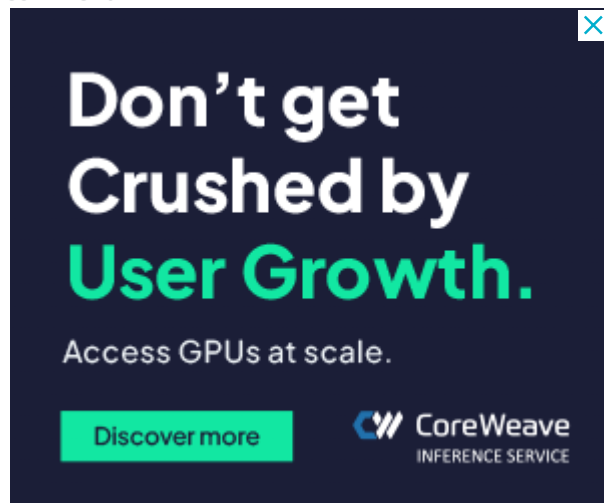 Don’t get
Crushed by
User Growth.
Access GPUs at scale.
Discover more
CoreWeave
INFERENCE SERVICE